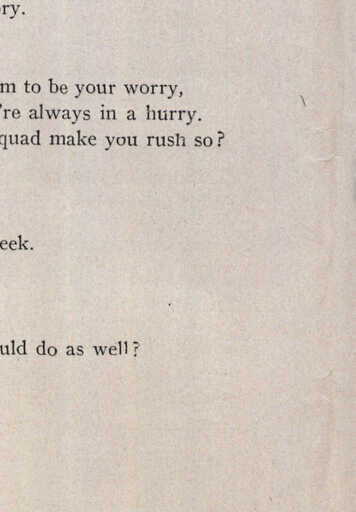 ry.
m to be your worry,
're always in a hurry.
quad make you rush so?
eek.
uld do as well?